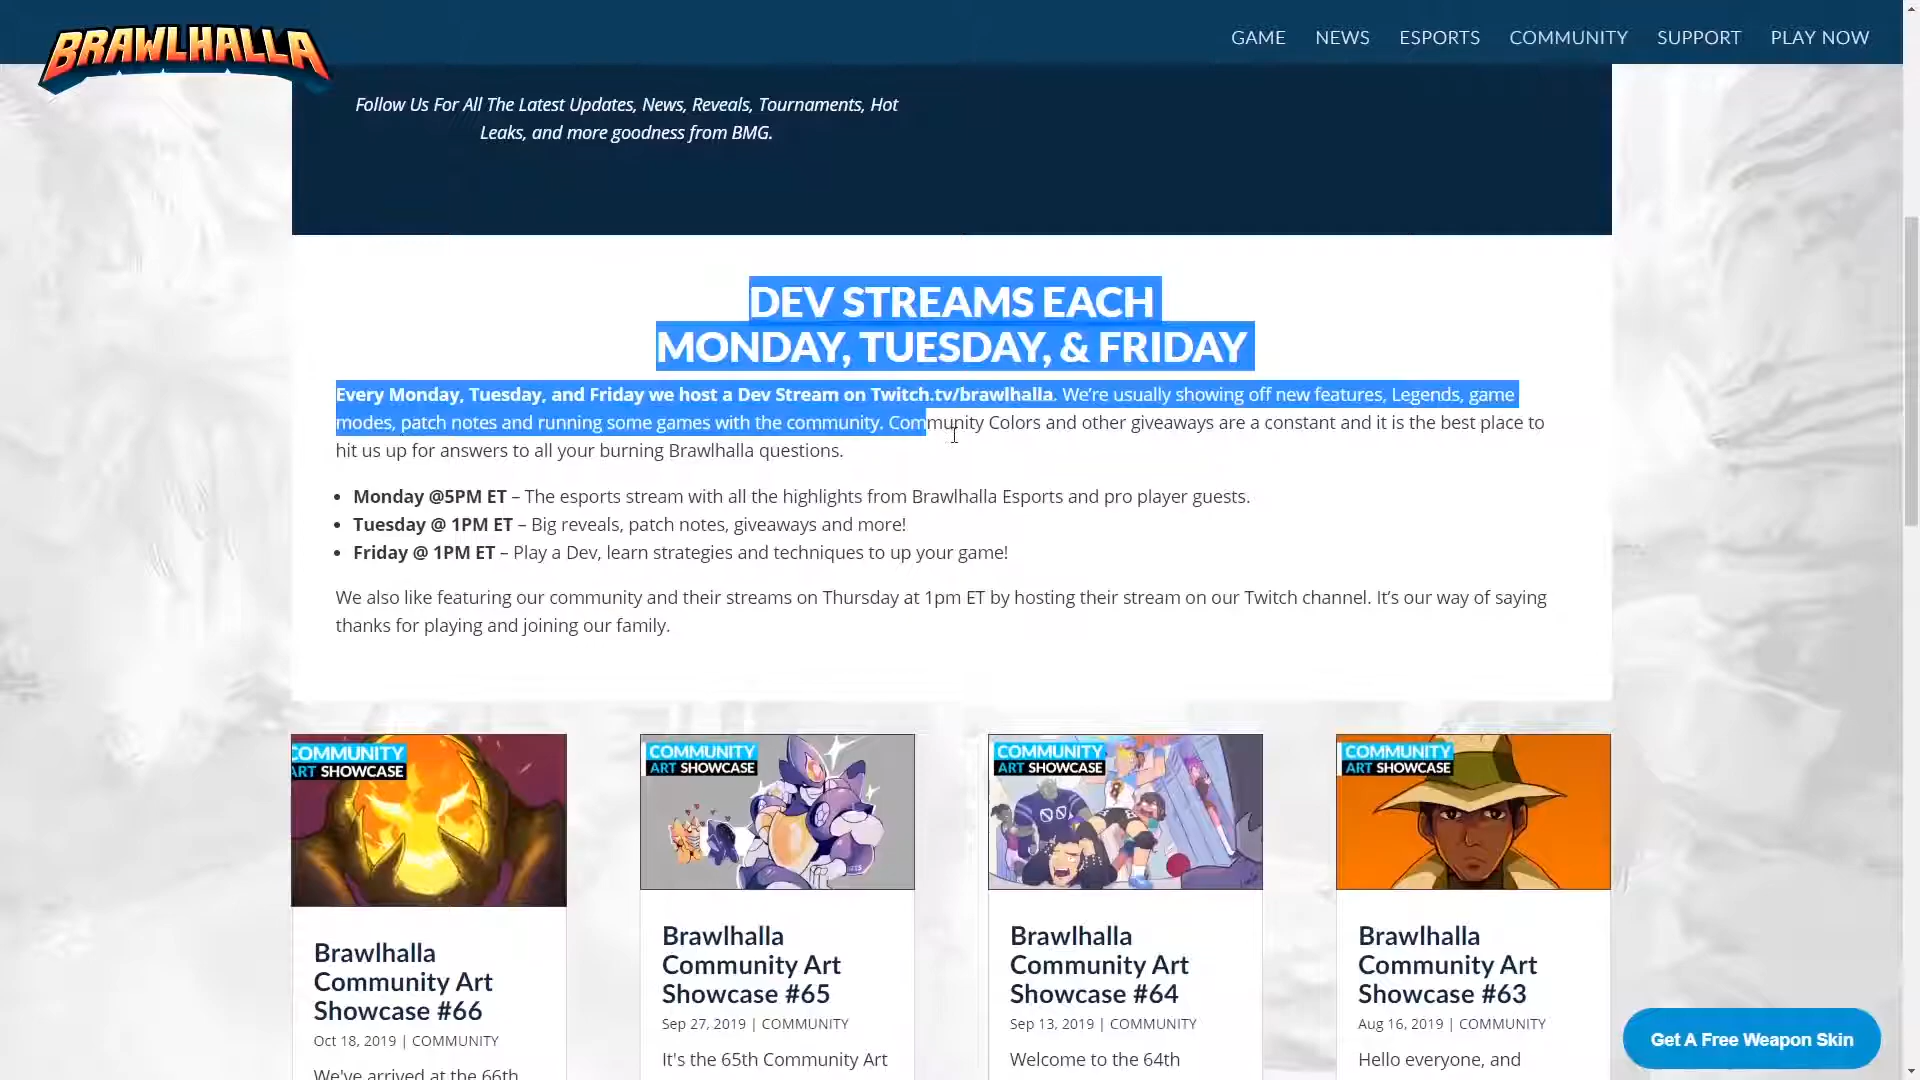 BRAWLHALLA
GAME NEWS ESPORTS COMMUNITY SUPPORT PLAY NOW
Follow Us For All The Latest Updates, News, Reveals, Tournaments, Hot
Leaks, and more goodness from BMG.
DEV STREAMS EACH
MONDAY, TUESDAY, & FRIDAY
Every Monday, Tuesday, and Friday we host a Dev Stream on Twitch.tv/brawlhalla. We’re usually showing off new features, Legends, game
modes, patch notes and running some games with the community. Community Colors and other giveaways are a constant and it is the best place to
hit us up for answers to all your burning Brawlhalla questions.
• Monday @5PM ET – The esports stream with all the highlights from Brawlhalla Esports and pro player guests.
• Tuesday @ 1PM ET – Big reveals, patch notes, giveaways and more!
• Friday @ 1PM ET – Play a Dev, learn strategies and techniques to up your game!
We also like featuring our community and their streams on Thursday at 1pm ET by hosting their stream on our Twitch channel. It’s our way of saying
thanks for playing and joining our family.
COMMUNITY
ART SHOWCASE
Brawlhalla
Community Art
Showcase #66
Oct 18, 2019 | COMMUNITY
We've arrived at the 66th
COMMUNITY
ART SHOWCASE
Brawlhalla
Community Art
Showcase #65
Sep 27, 2019 | COMMUNITY
It's the 65th Community Art
COMMUNITY
ART SHOWCASE
Brawlhalla
Community Art
Showcase #64
Sep 13, 2019 | COMMUNITY
Welcome to the 64th
COMMUNITY
ART SHOWCASE
Brawlhalla
Community Art
Showcase #63
Aug 16, 2019 | COMMUNITY
Hello everyone, and
Get A Free Weapon Skin